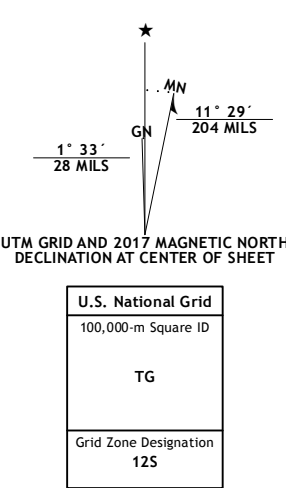 MN
GN
11° 29´
204 MILS
1° 33´
28 MILS
UTM GRID AND 2017 MAGNETIC NORTH
DECLINATION AT CENTER OF SHEET
U.S. National Grid
100,000-m Square ID
TG
Grid Zone Designation
12S